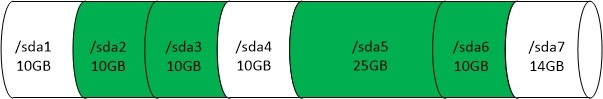 /sda1
10GB
/sda2
10GB
/sda3
10GB
/sda4
10GB
/sda5
25GB
/sda6
10GB
/sda7
14GB